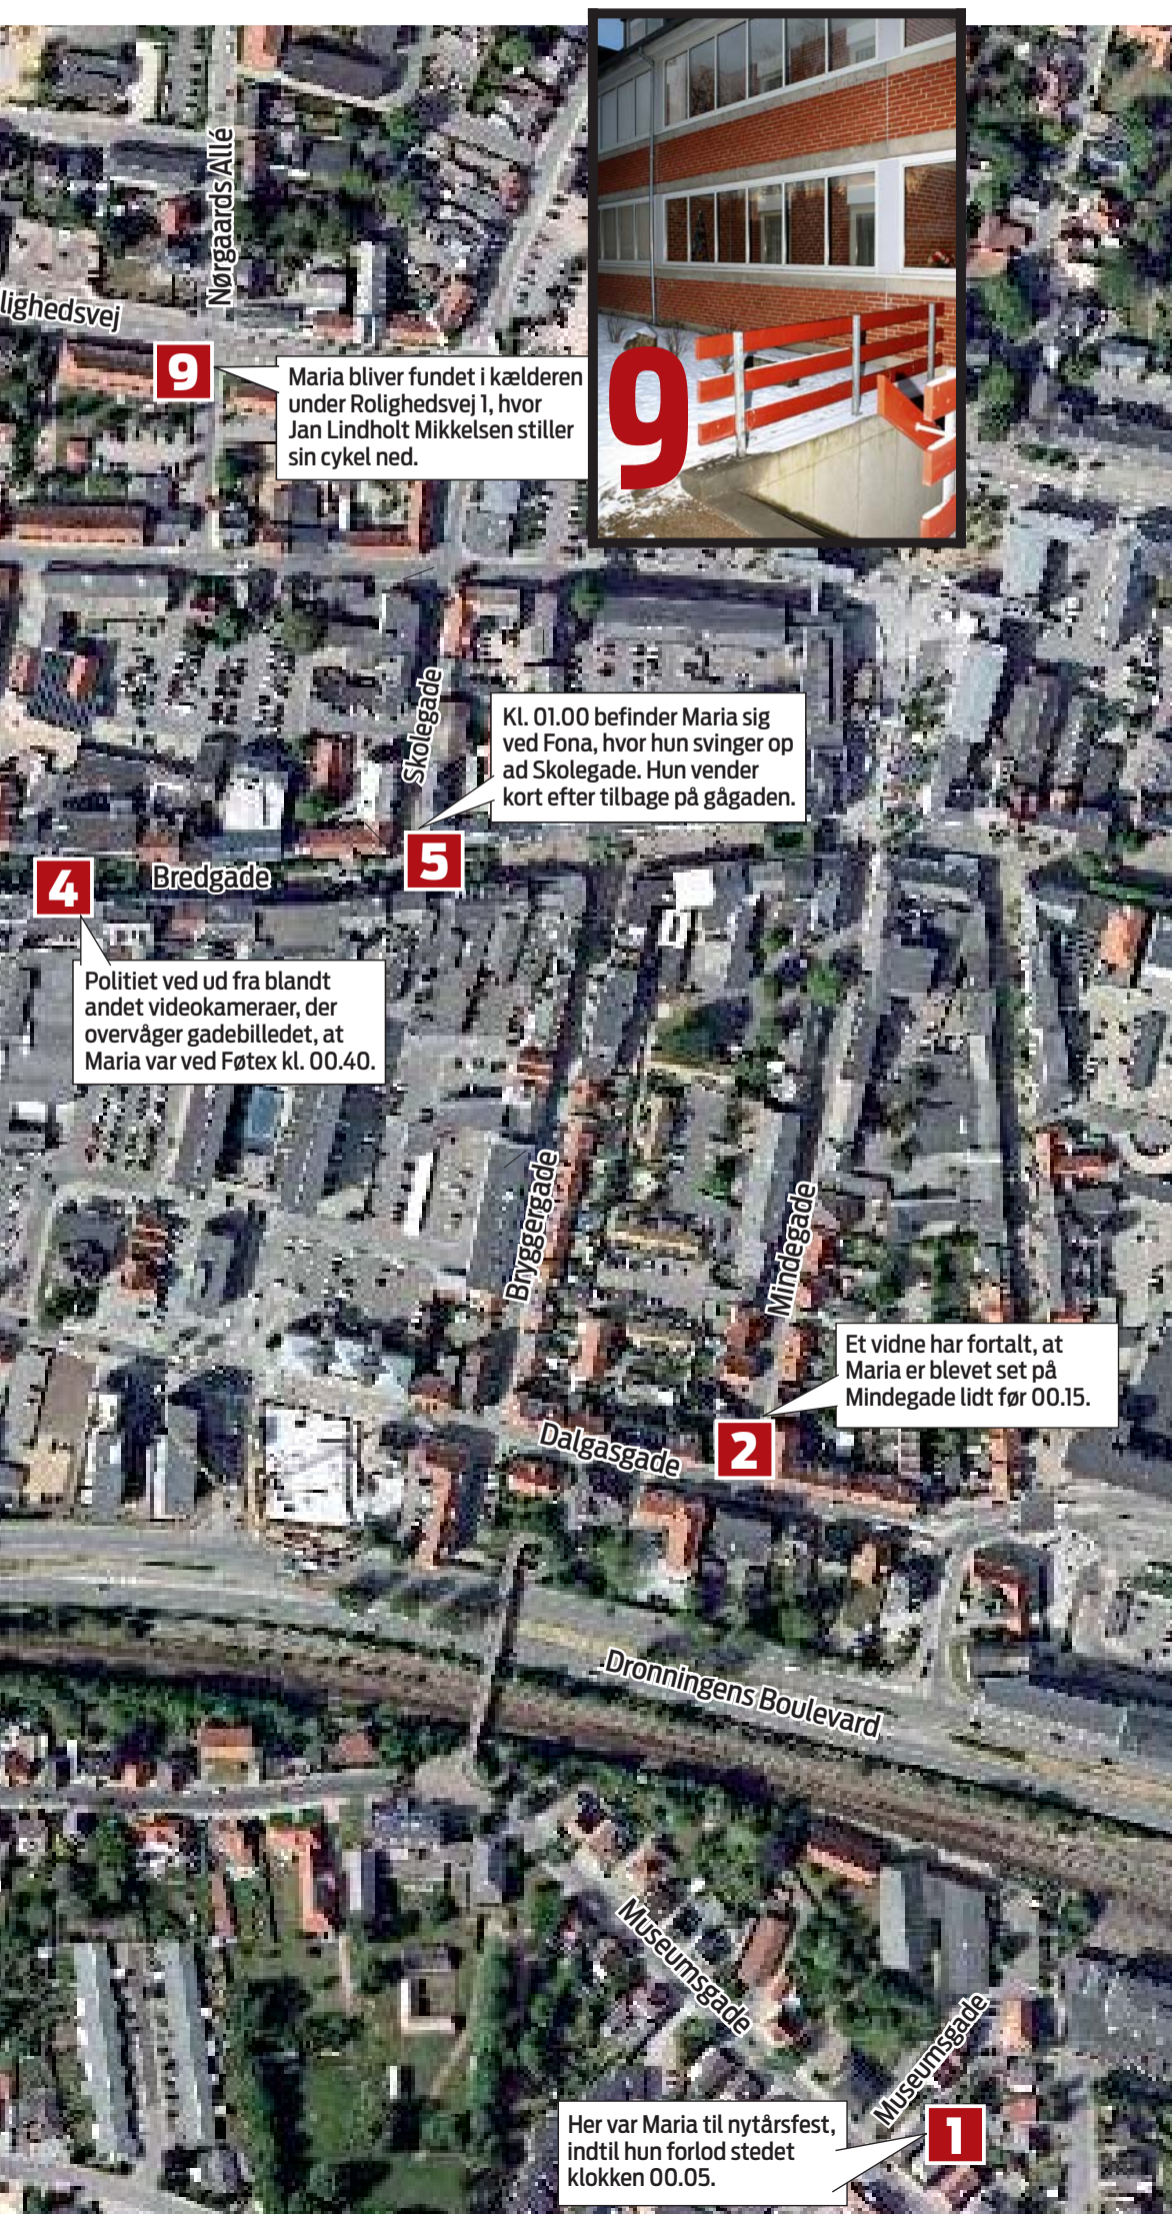 Nørgaards Allé
lighedsvej
9
Maria bliver fundet i kælderen
under Rolighedsvej 1, hvor
Jan Lindholt Mikkelsen stiller
sin cykel ned.
9
Skolegade
Kl. 01.00 befinder Maria sig
ved Fona, hvor hun svinger op
ad Skolegade. Hun vender
kort efter tilbage på gågaden.
5
4
Bredgade
Politiet ved ud fra blandt
andet videokameraer, der
overvåger gadebilledet, at
Maria var ved Føtex kl. 00.40.
Bryggergade
Mindegade
Et vidne har fortalt, at
Maria er blevet set på
Mindegade lidt før 00.15.
2
Dalgasgade
Dronningens Boulevard
Museumsgade
Museumsgade
1
Her var Maria til nytårsfest,
indtil hun forlod stedet
klokken 00.05.